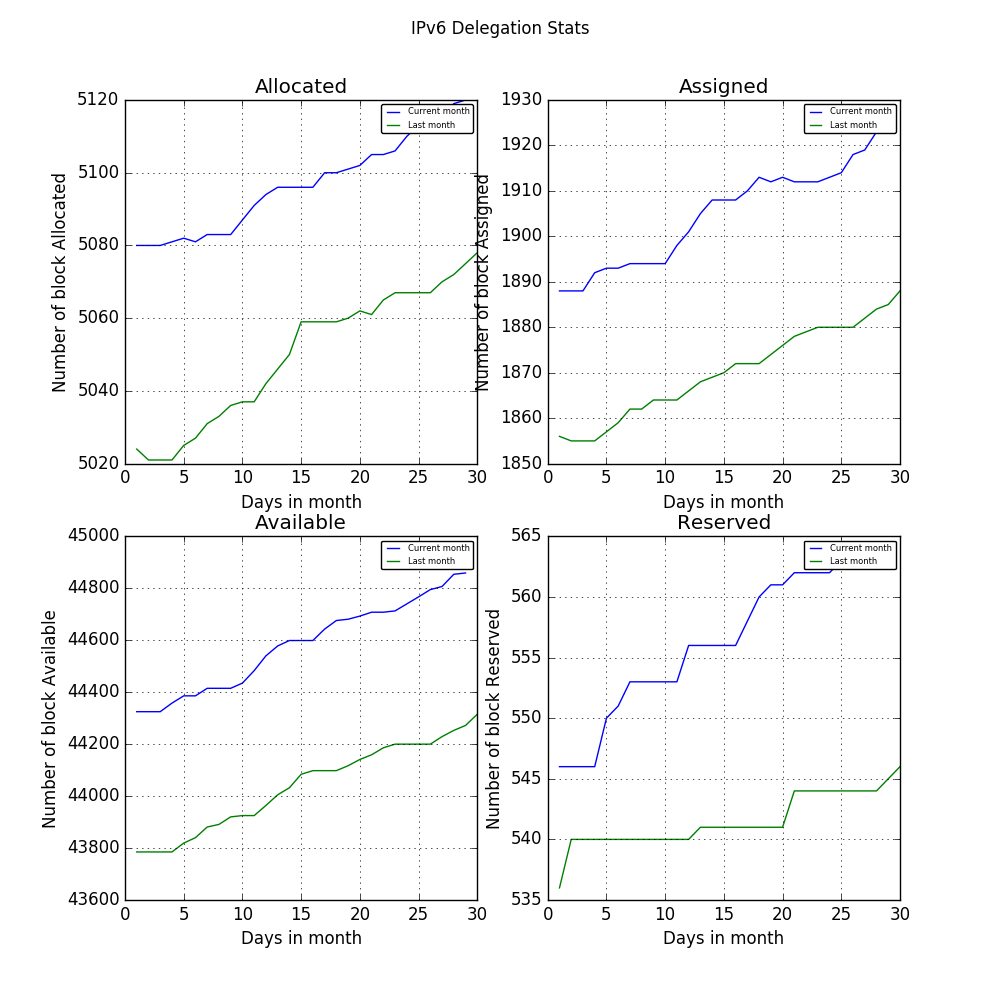 IPv6 Delegation Stats
Allocated
Number of block Allocated
5120
5100
5080
5060
5040
5020
Current month
Last month
0 5 10 15 20 25 30
Days in month
Assigned
Number of block Assigned
1930
1920
1910
1900
1890
1880
1870
1860
1850
Current month
Last month
0 5 10 15 20 25 30
Days in month
Available
Number of block Available
45000
44800
44600
44400
44200
44000
43800
43600
Current month
Last month
0 5 10 15 20 25 30
Days in month
Reserved
Number of block Reserved
565
560
555
550
545
540
535
Current month
Last month
0 5 10 15 20 25 30
Days in month